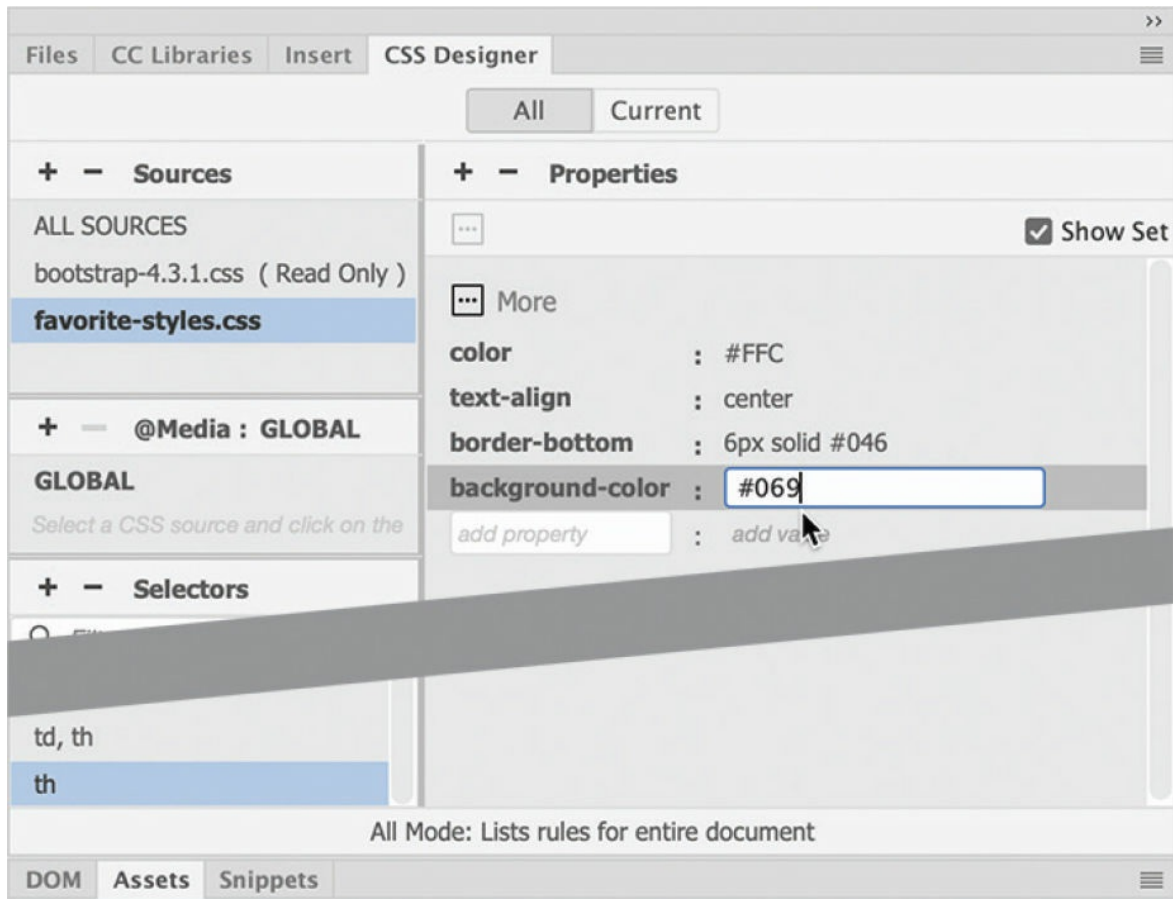 >>
Files CC Libraries Insert CSS Designer
All Current
+ − Sources
ALL SOURCES
bootstrap-4.3.1.css ( Read Only )
favorite-styles.css
+ − @Media : GLOBAL
GLOBAL
Select a CSS source and click on the
+ − Selectors
td, th
th
+ − Properties
Show Set
More
color : #FFC
text-align : center
border-bottom : 6px solid #046
background-color : #069
add property : add value
All Mode: Lists rules for entire document
DOM Assets Snippets